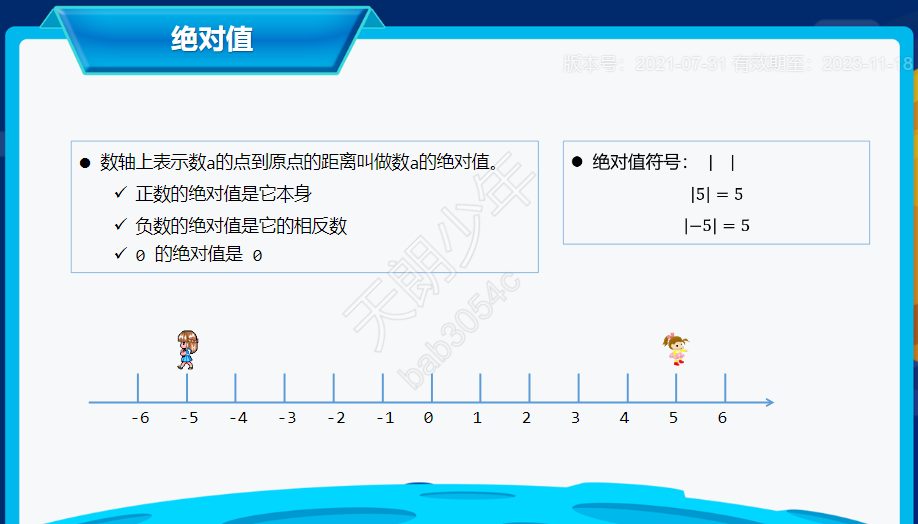 绝对值
版本号：2021-07-31 有效期至：2023-11-18
● 数轴上表示数a的点到原点的距离叫做数a的绝对值。
✓ 正数的绝对值是它本身
✓ 负数的绝对值是它的相反数
✓ 0 的绝对值是 0
● 绝对值符号： | |
|5| = 5
|−5| = 5
天朗少年
bab3054c
-6 -5 -4 -3 -2 -1 0 1 2 3 4 5 6